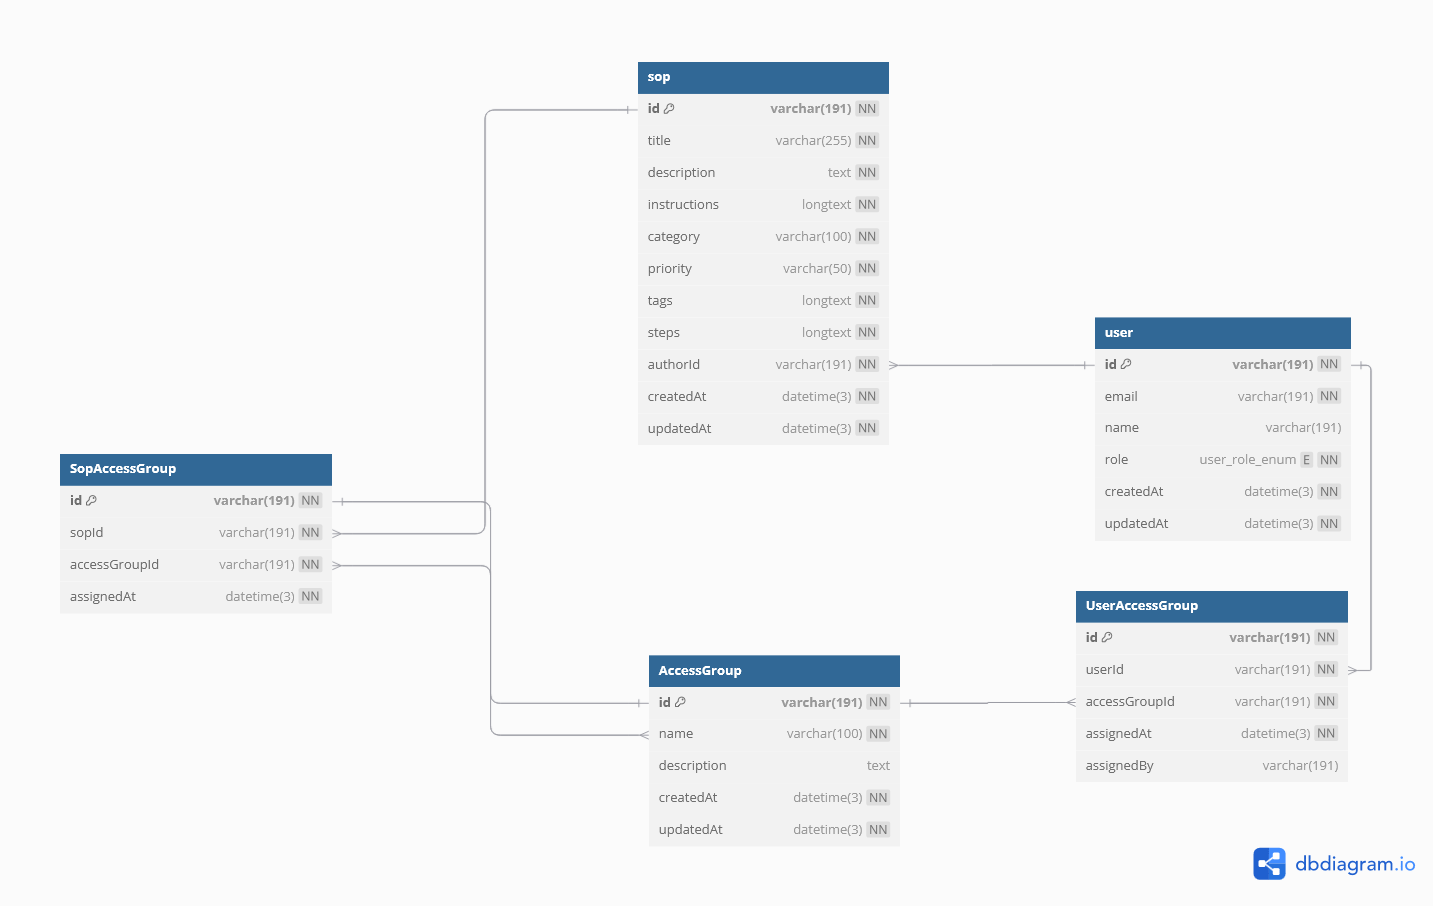 sop
id varchar(191) NN
title varchar(255) NN
description text NN
instructions longtext NN
category varchar(100) NN
priority varchar(50) NN
tags longtext NN
steps longtext NN
authorId varchar(191) NN
createdAt datetime(3) NN
updatedAt datetime(3) NN
user
id varchar(191) NN
email varchar(191) NN
name varchar(191)
role user_role_enum E NN
createdAt datetime(3) NN
updatedAt datetime(3) NN
SopAccessGroup
id varchar(191) NN
sopId varchar(191) NN
accessGroupId varchar(191) NN
assignedAt datetime(3) NN
UserAccessGroup
id varchar(191) NN
userId varchar(191) NN
accessGroupId varchar(191) NN
assignedAt datetime(3) NN
assignedBy varchar(191)
AccessGroup
id varchar(191) NN
name varchar(100) NN
description text
createdAt datetime(3) NN
updatedAt datetime(3) NN
dbdiagram.io